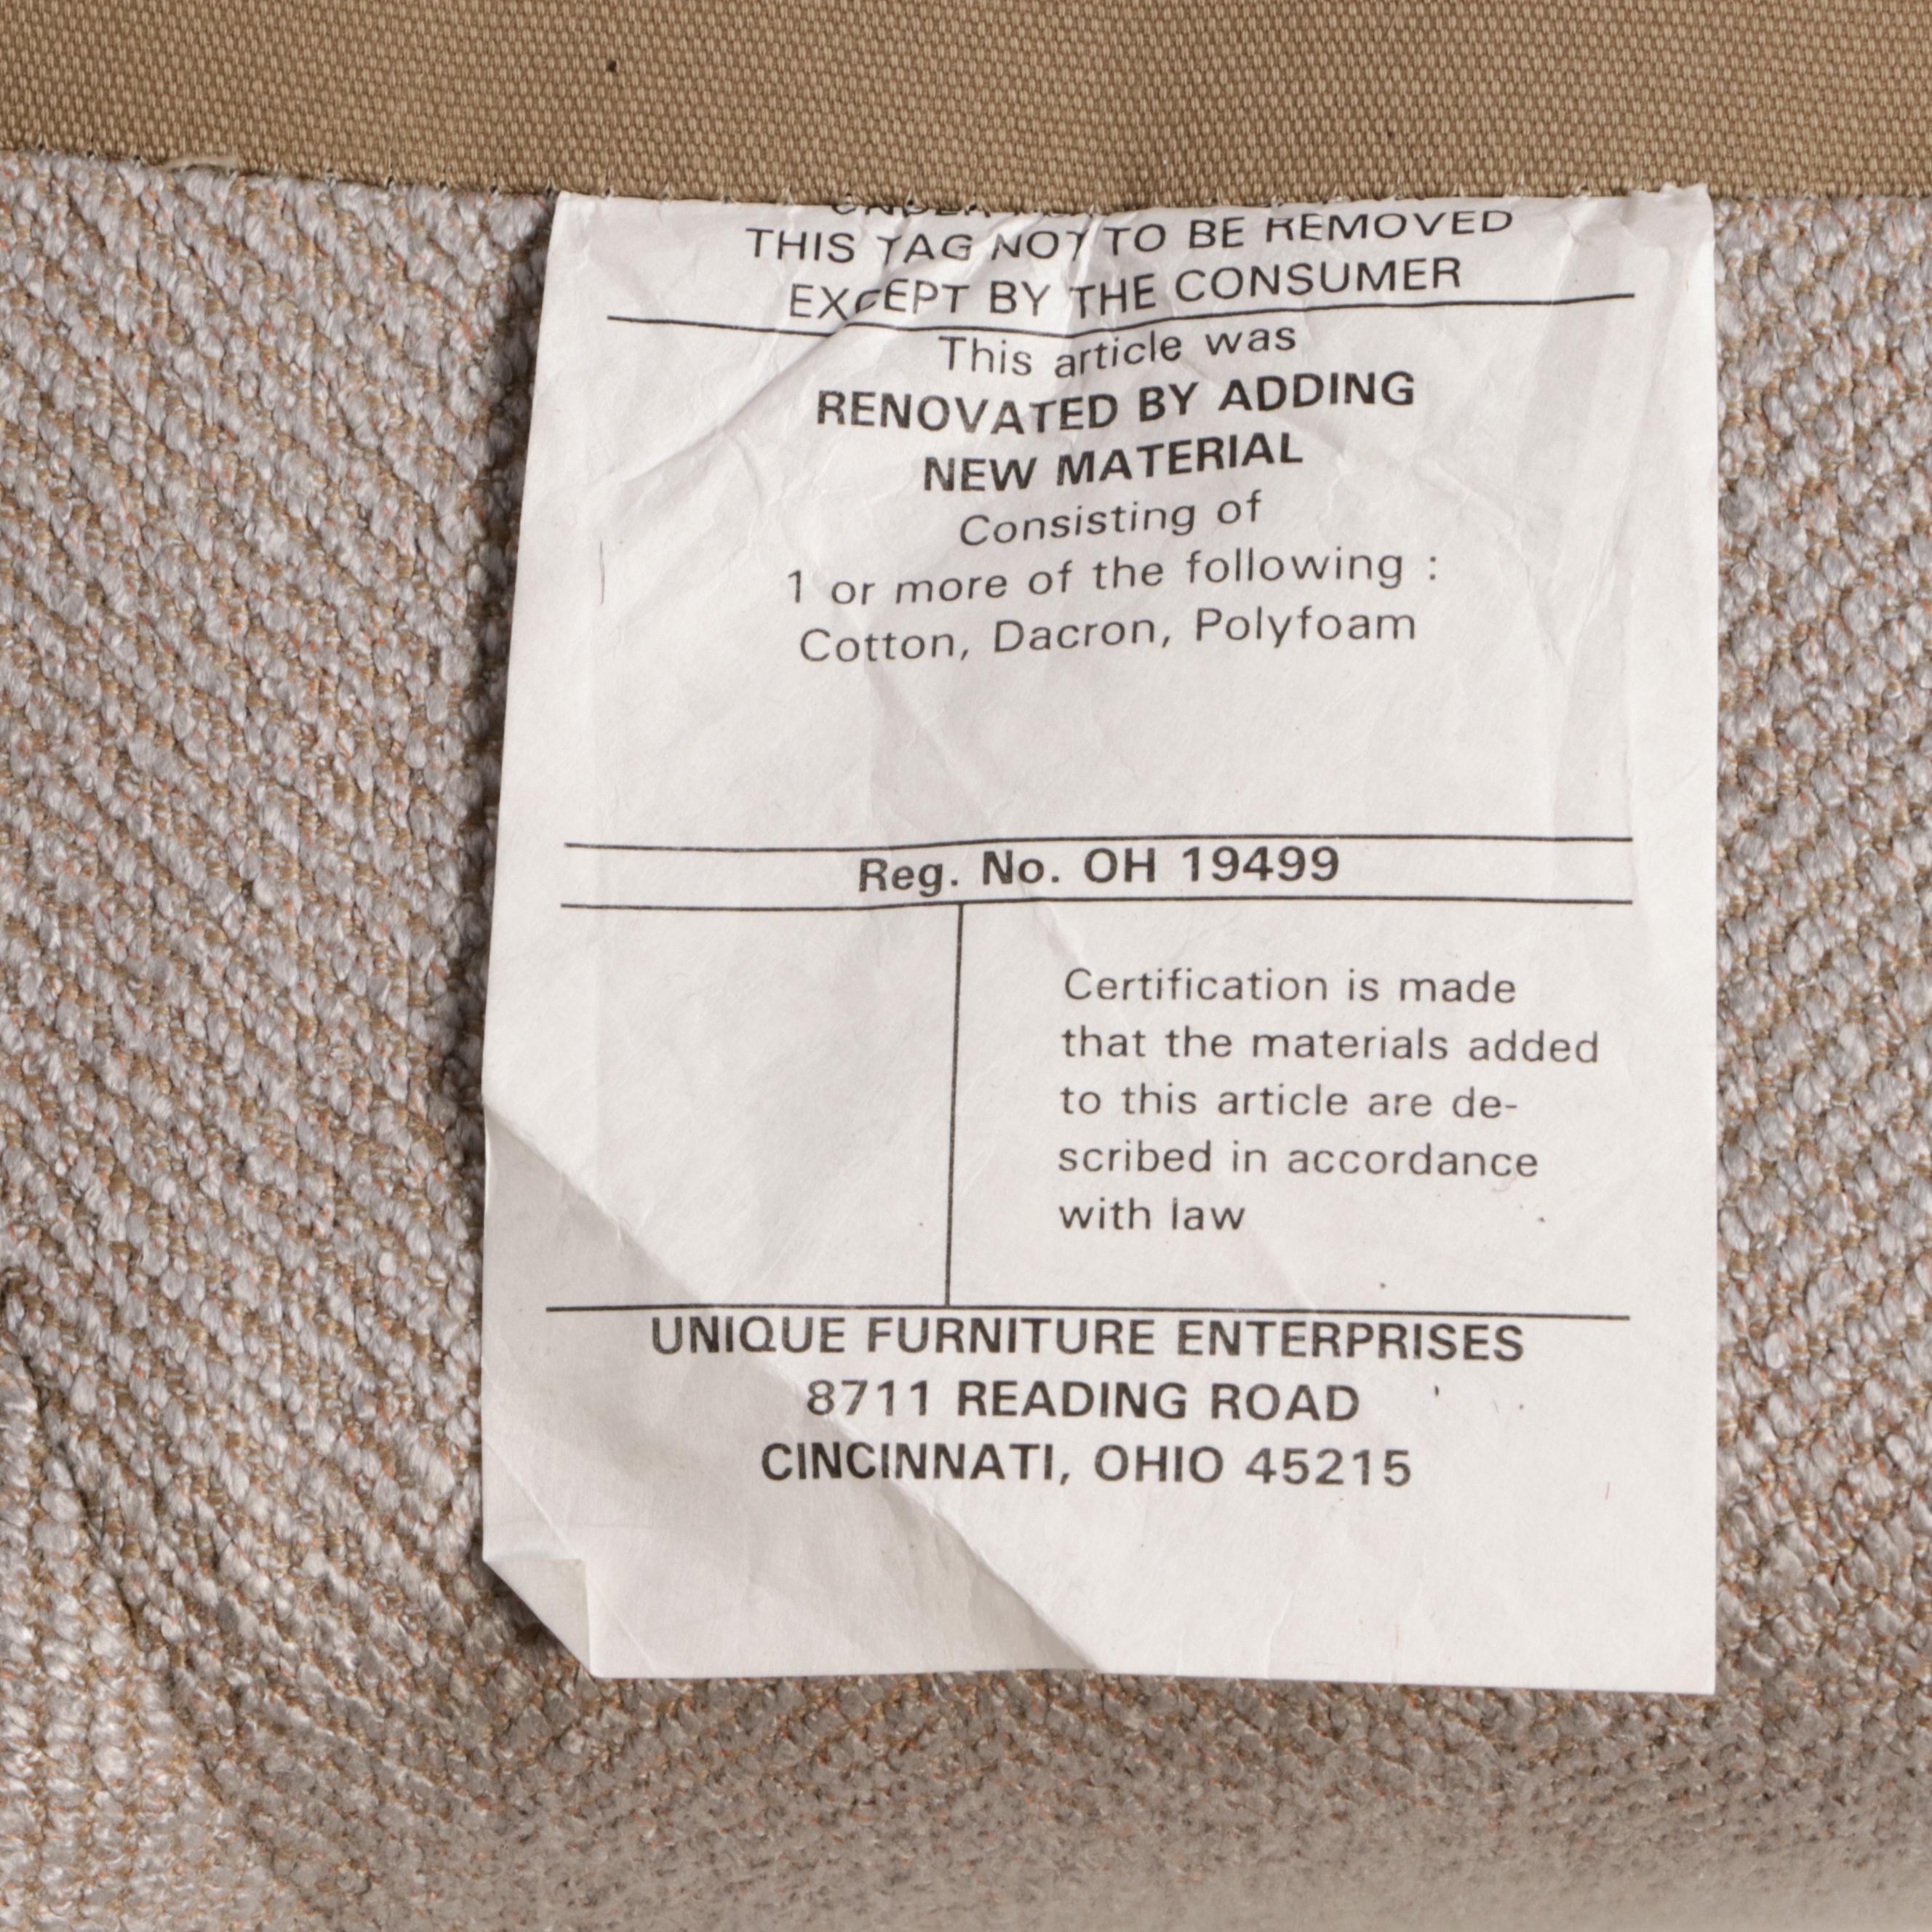 THIS TAG NOT TO BE REMOVED
EXCEPT BY THE CONSUMER
This article was
RENOVATED BY ADDING
NEW MATERIAL
Consisting of
1 or more of the following :
Cotton, Dacron, Polyfoam
Reg. No. OH 19499
Certification is made
that the materials added
to this article are de-
scribed in accordance
with law
UNIQUE FURNITURE ENTERPRISES
8711 READING ROAD
CINCINNATI, OHIO 45215